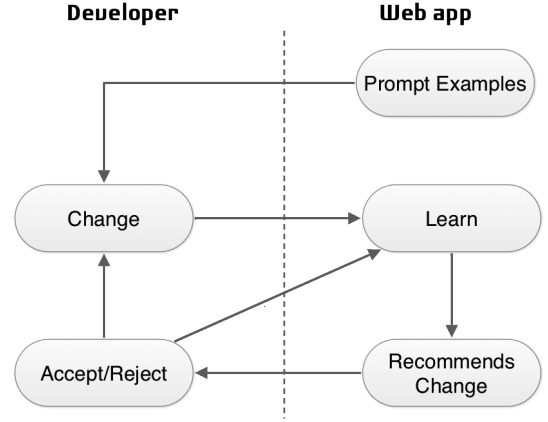 Developer
Web app
Prompt Examples
Change
Learn
Accept/Reject
Recommends
Change